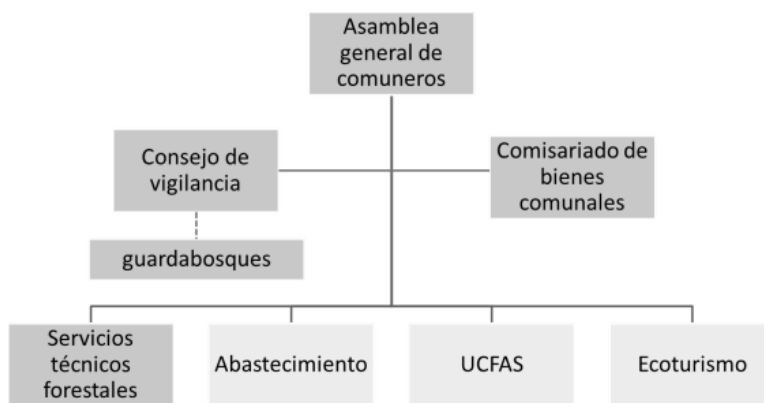 Asamblea
general de
comuneros
Consejo de
vigilancia
Comisariado de
bienes
comunales
guardabosques
Servicios
técnicos
forestales
Abastecimiento
UCFAS
Ecoturismo